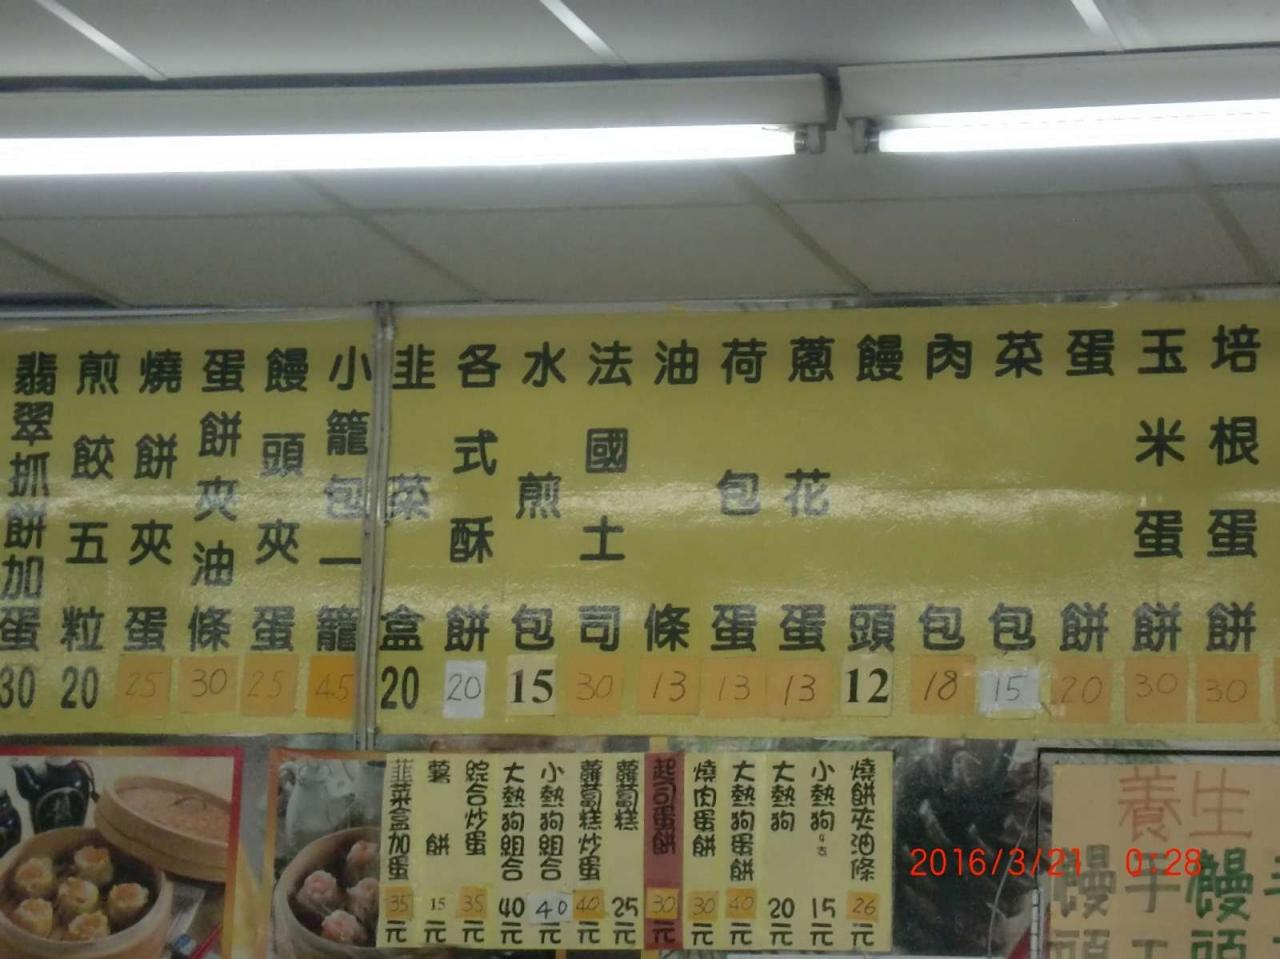 培根蛋餅 30
玉米蛋餅 30
蛋餅 20
菜包 15
肉包 18
饅頭 12
蔥花蛋 13
荷包蛋 13
油條 13
法國土司 30
水煎包 15
各式酥餅 20
韭菜盒 20
小籠包一籠 45
饅頭夾蛋 25
蛋餅夾油條 30
燒餅夾蛋 25
煎餃五粒 20
翡翠抓餅加蛋 30
燒餅夾油條 26元
小熱狗 15元
大熱狗 20元
大熱狗蛋餅 40元
燒肉蛋餅 30元
起司蛋餅 30元
蘿蔔糕 25元
蘿蔔糕炒蛋 40元
小熱狗組合 40元
大熱狗組合 40元
綜合炒蛋 35元
薯餅 15元
韭菜盒加蛋 35元
養生
饅頭
手工
饅頭
手
2016/3/21 0:28